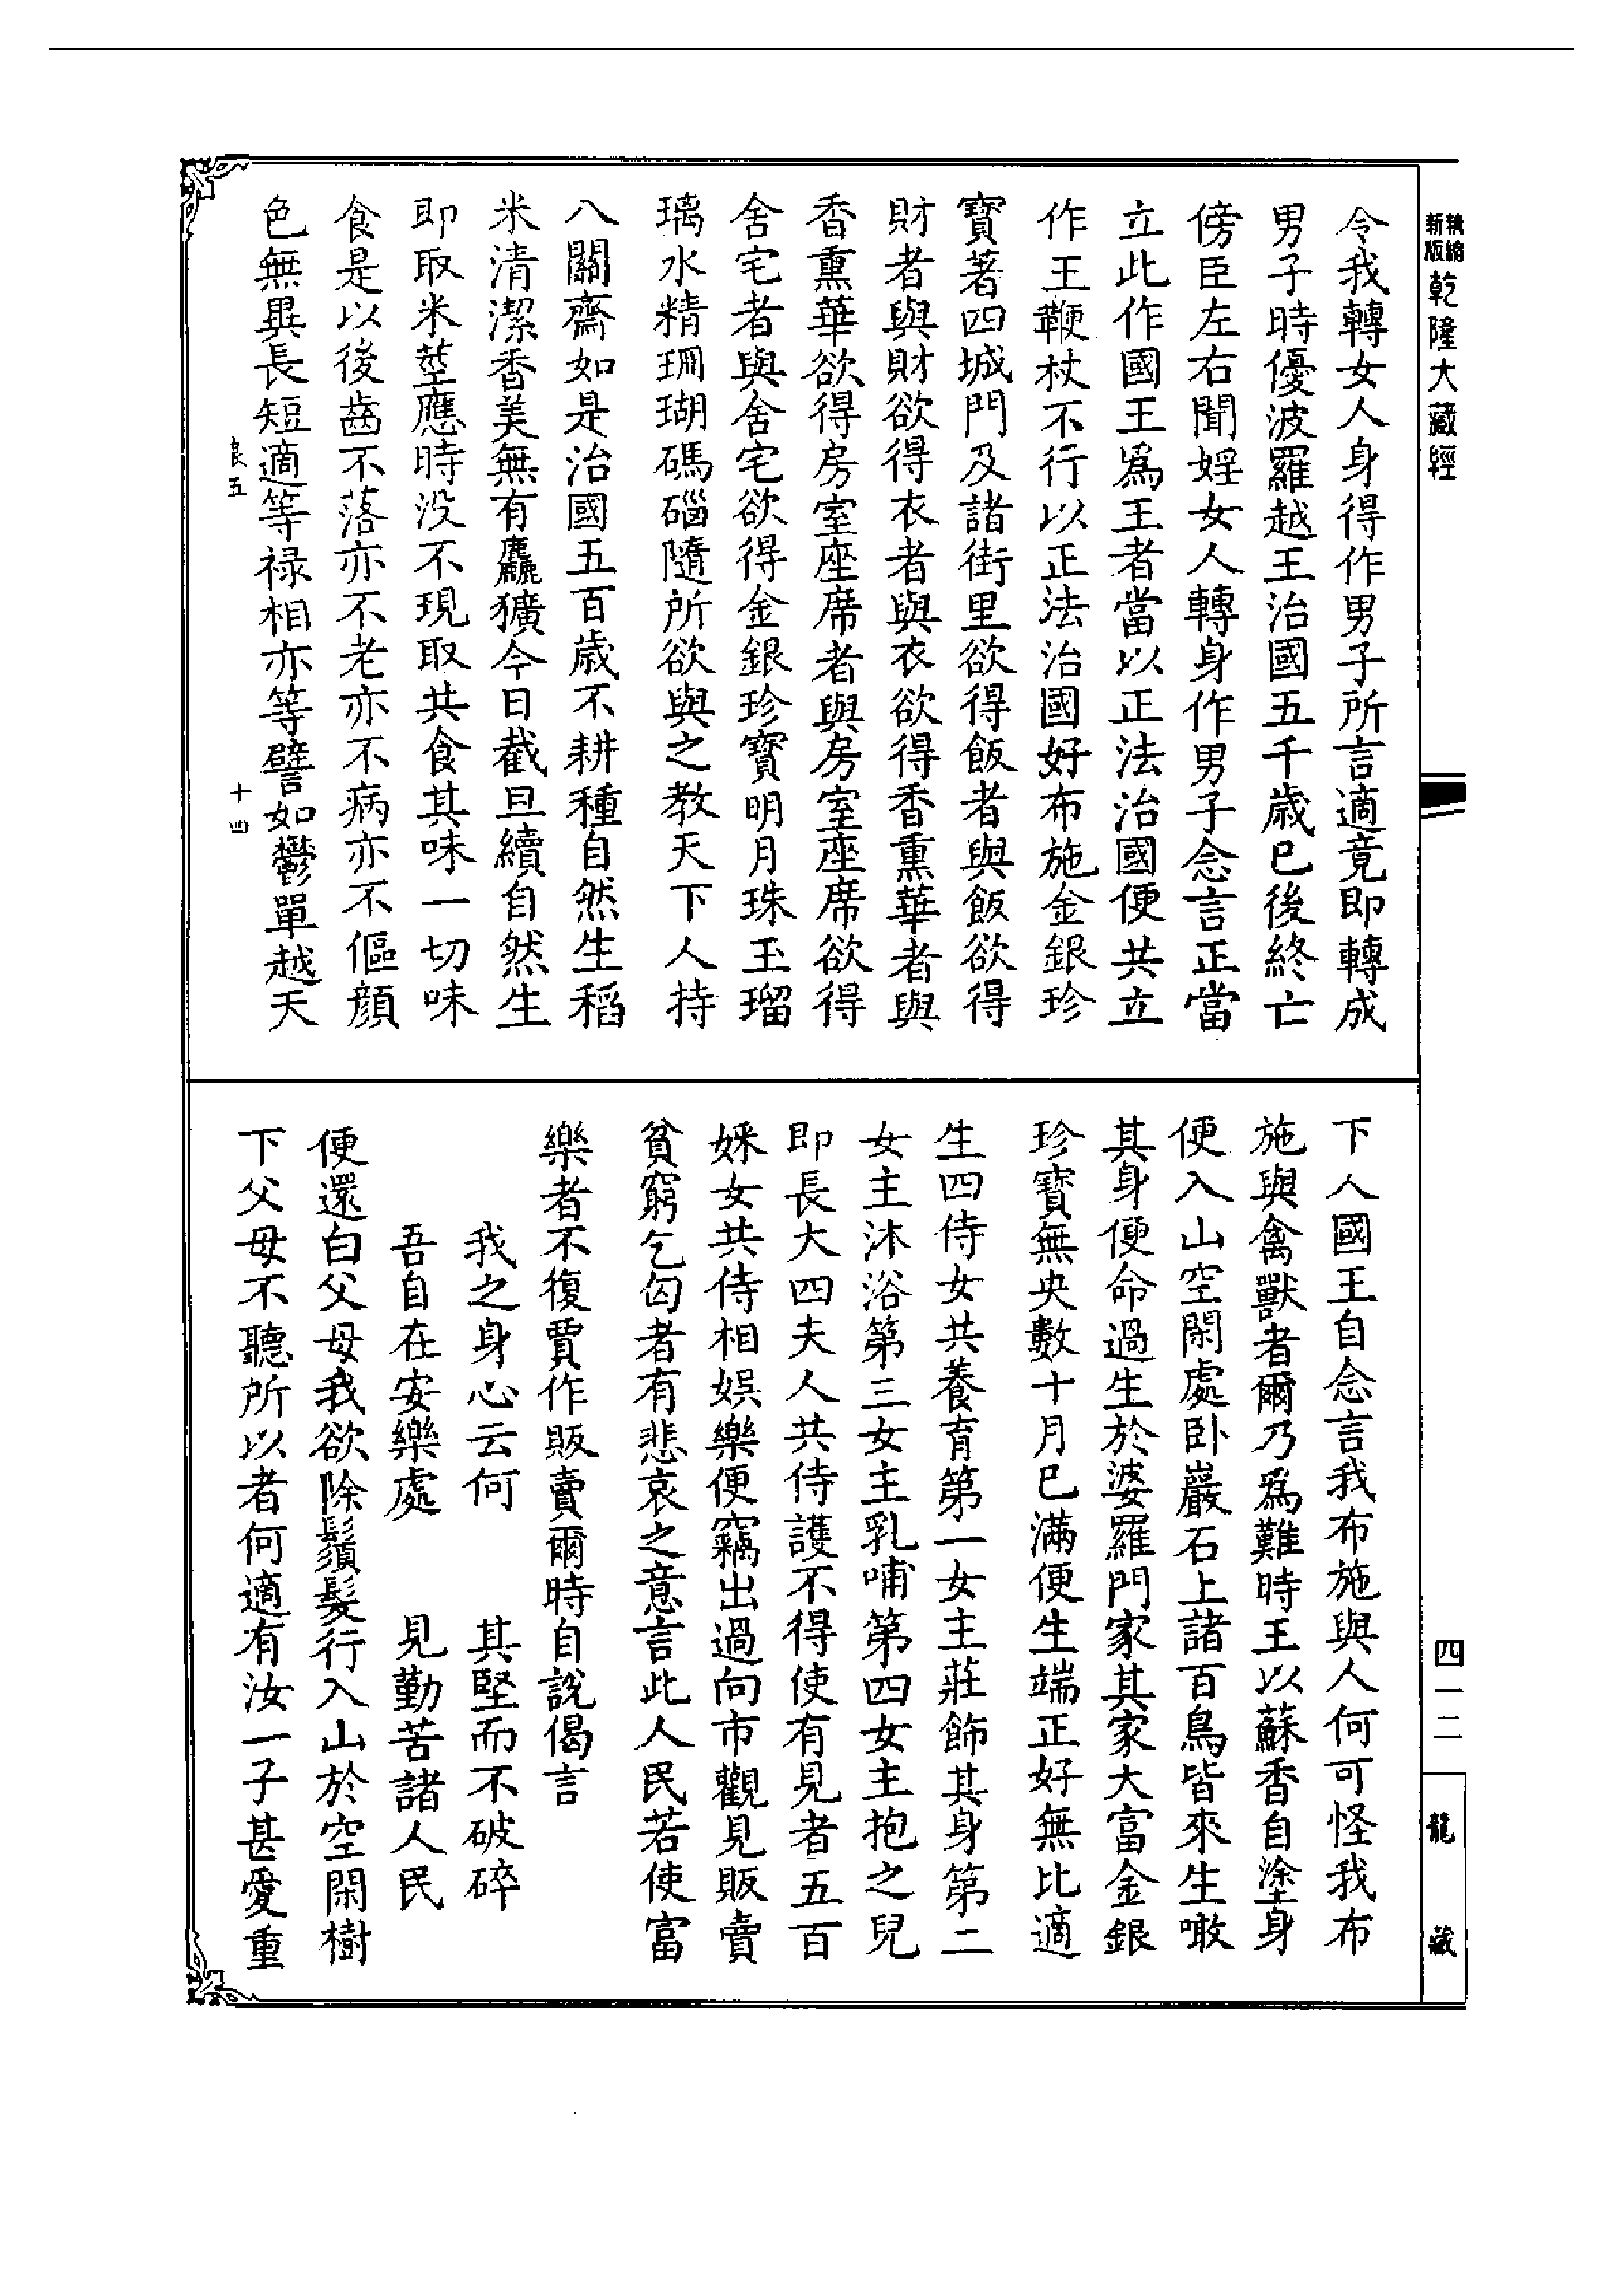 新版精縮乾隆大藏經
令我轉女人身得作男子所言適竟即轉成
男子時優波羅越王治國五千歲已後終亡
傍臣左右聞婬女人轉身作男子念言正當
立此作國王爲王者當以正法治國便共立
作王鞭杖不行以正法治國好布施金銀珍
寶著四城門及諸街里欲得飯者與飯欲得
財者與財欲得衣者與衣欲得香熏華者與
香熏華欲得房室座席者與房室座席欲得
舍宅者與舍宅欲得金銀珍寶明月珠玉瑠
璃水精珊瑚碼碯隨所欲與之教天下人持
八關齋如是治國五百歲不耕種自然生稻
米清潔香美無有麤獷今日截旦續自然生
即取米莖應時没不現取共食其味一切味
食是以後齒不落亦不老亦不病亦不傴顏
色無異長短適等禄相亦等譬如鬱單越天
良五
十四
下人國王自念言我布施與人何可怪我布
施與禽獸者爾乃爲難時王以蘇香自塗身
便入山空閑處卧巖石上諸百鳥皆來生噉
其身便命過生於婆羅門家其家大富金銀
珍寶無央數十月已滿便生端正好無比適
生四侍女共養育第一女主莊飾其身第二
女主沐浴第三女主乳哺第四女主抱之兒
即長大四夫人共侍護不得使有見者五百
婇女共侍相娛樂便竊出過向市觀見販賣
貧窮乞匃者有悲哀之意言此人民若使富
樂者不復賈作販賣爾時自說偈言
我之身心云何　其堅而不破碎
吾自在安樂處　見勤苦諸人民
便還白父母我欲除鬚髮行入山於空閑樹
下父母不聽所以者何適有汝一子甚愛重
四一二
龍藏